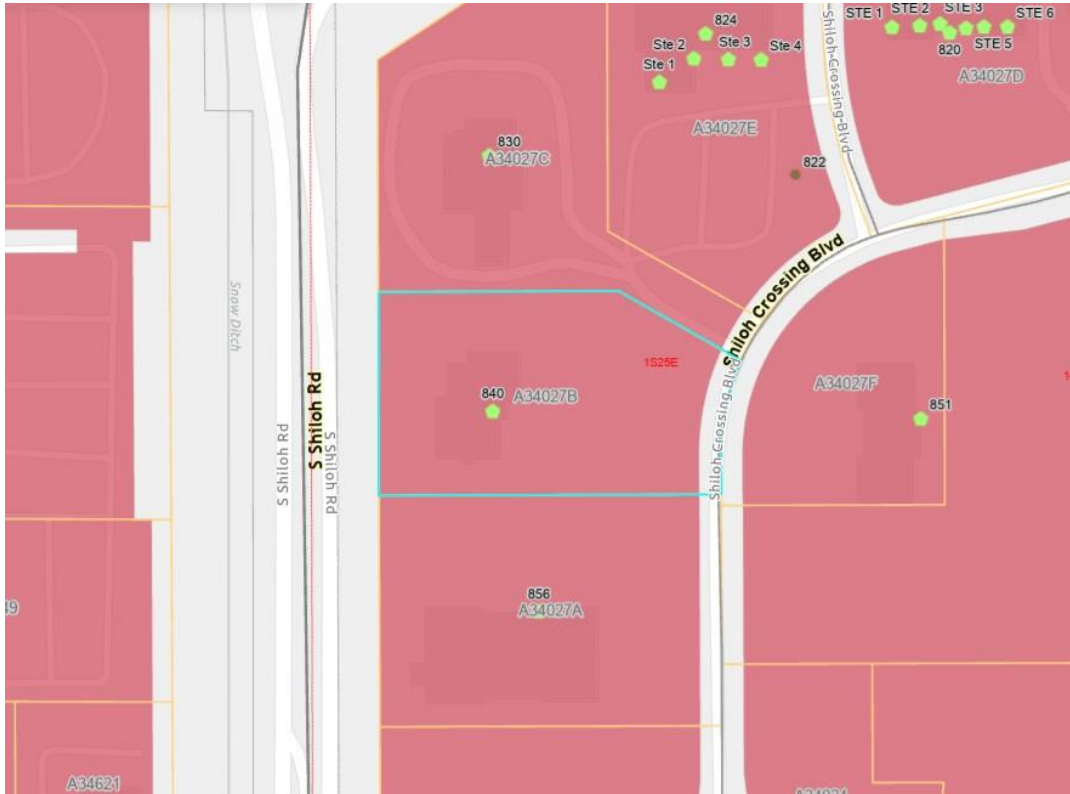 STE 1
STE 2
STE 3
STE 6
820
STE 5
A34027D
824
Ste 2
Ste 3
Ste 4
Ste 1
A34027E
Shiloh-Crossing-Blvd
822
830
A34027C
Snow Ditch
Shiloh Crossing Blvd
1S25E
Shiloh-Crossing-Blvd
A34027F
851
840
A34027B
S Shiloh Rd
S Shiloh Rd
S Shiloh Rd
856
A34027A
A34621